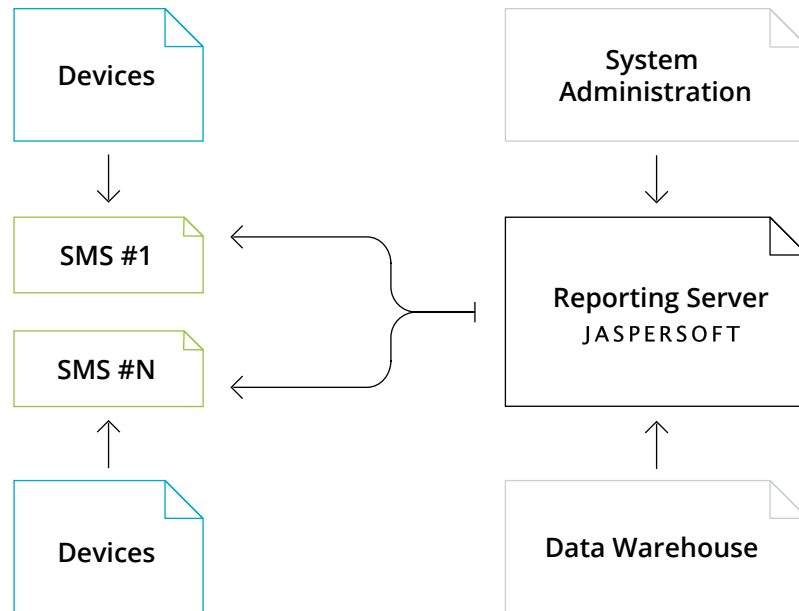 Devices
System
Administration
SMS #1
Reporting Server
JASPERSOFT
SMS #N
Devices
Data Warehouse